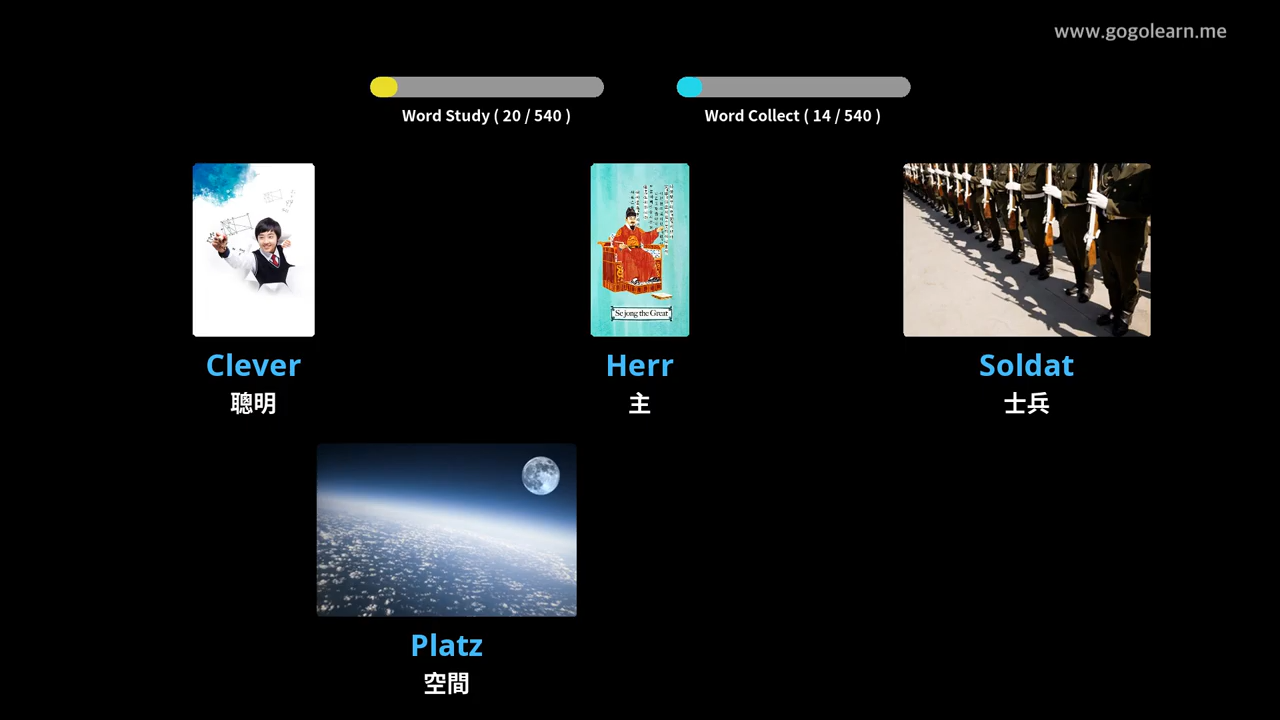 www.gogolearn.me
Word Study ( 20 / 540 )
Word Collect ( 14 / 540 )
Sejong the Great
Clever
聰明
Herr
主
Soldat
士兵
Platz
空間